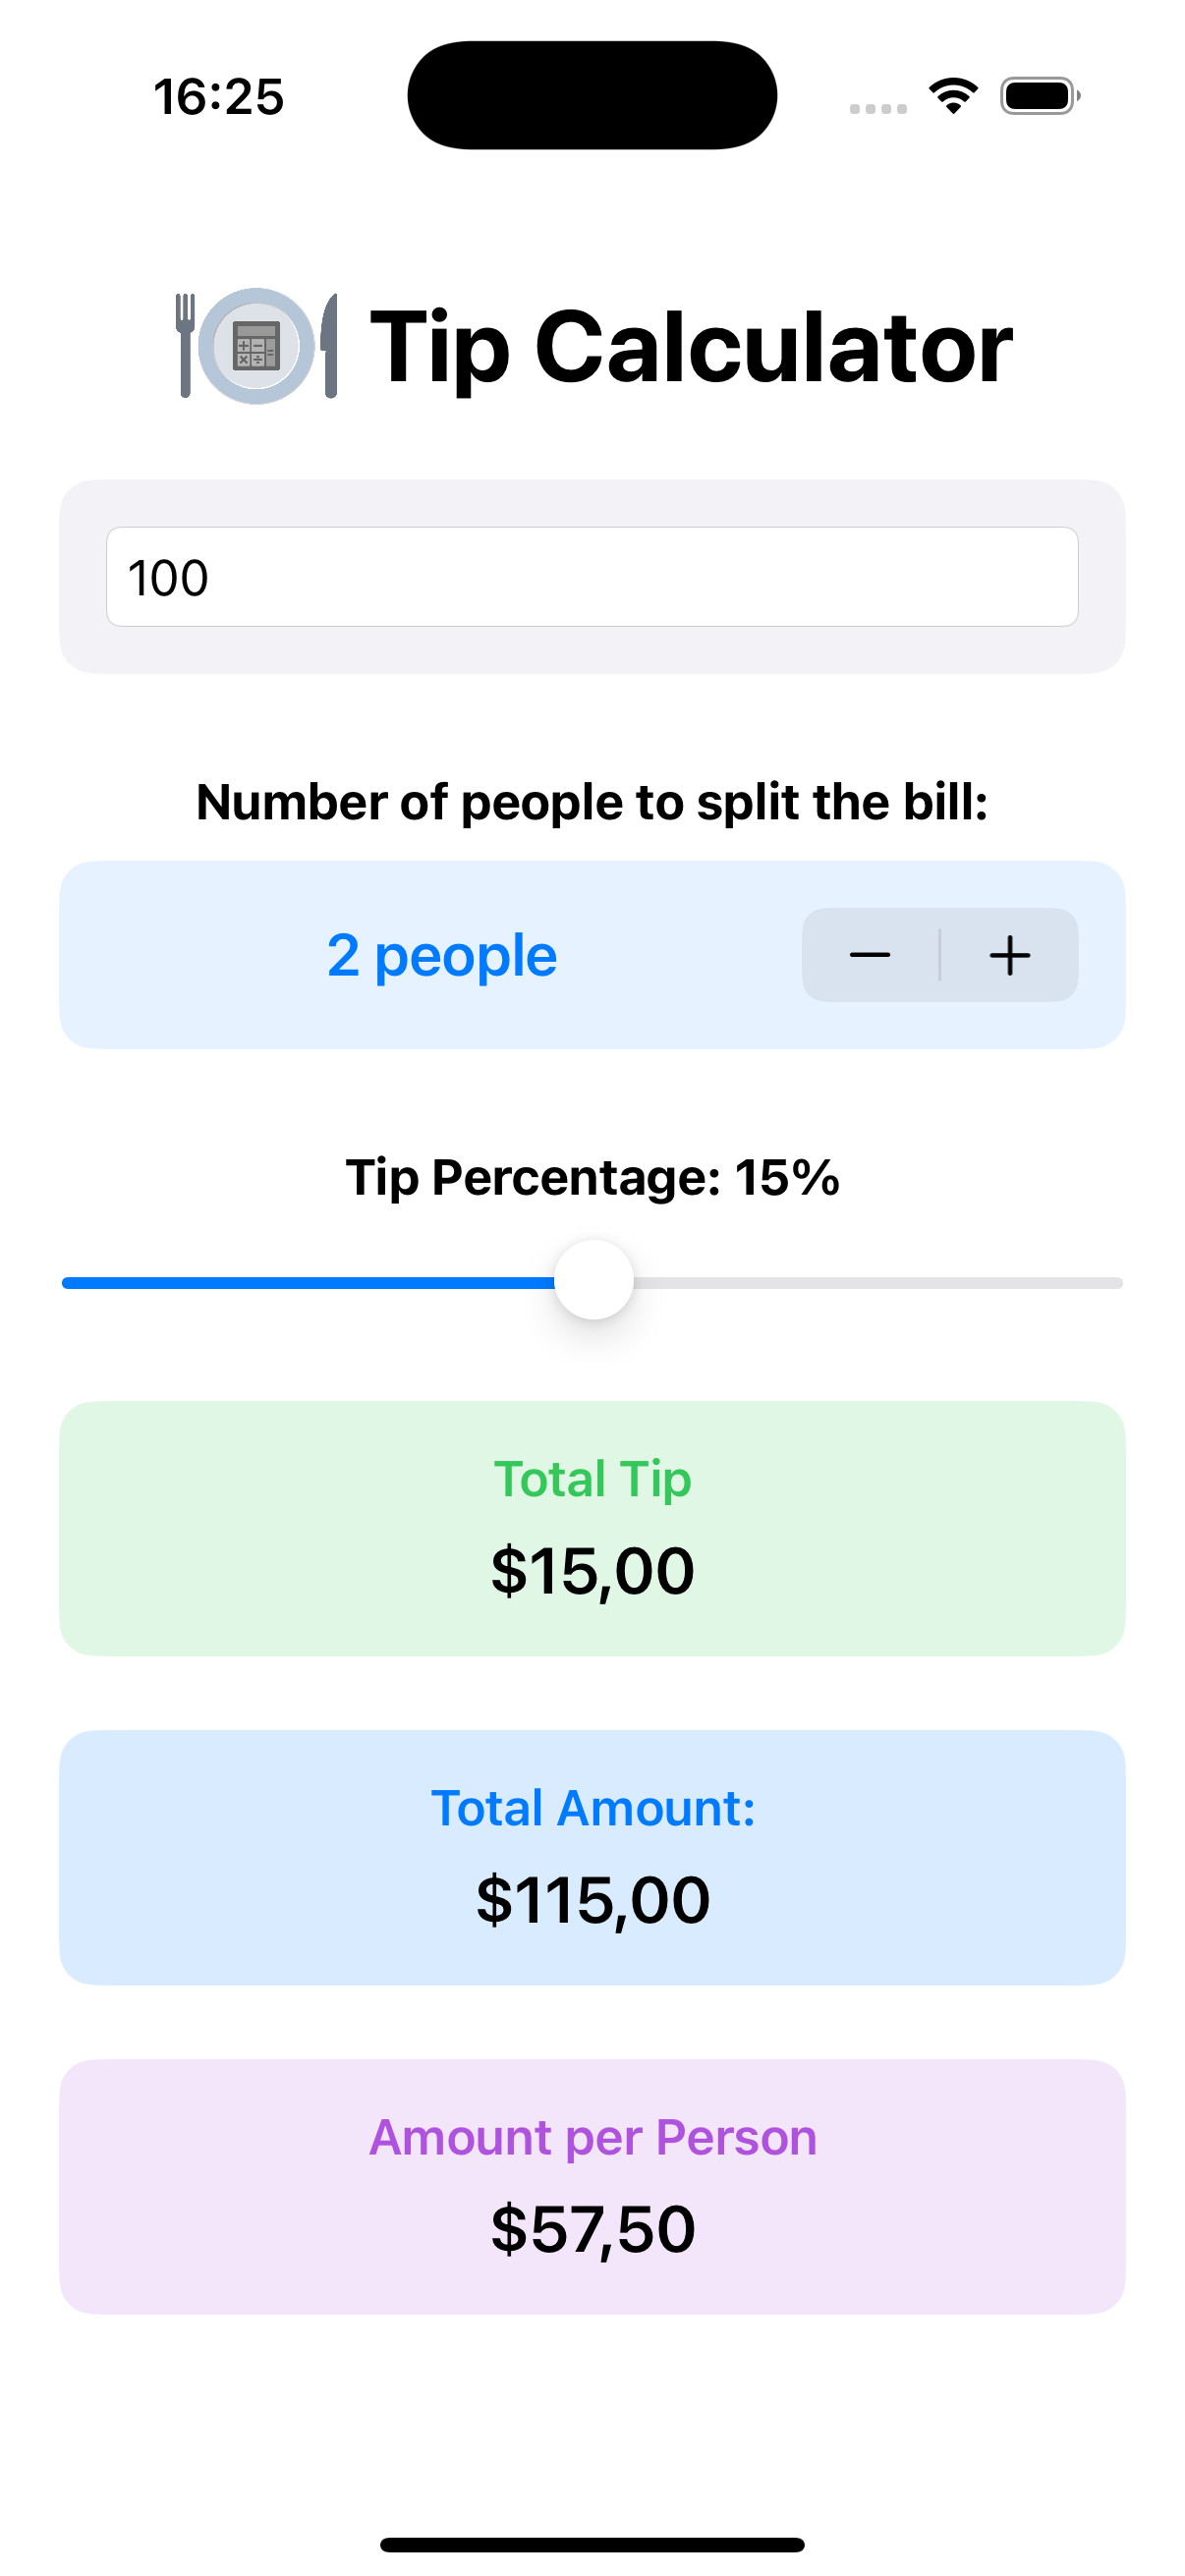 16:25
Tip Calculator
100
Number of people to split the bill:
2 people
Tip Percentage: 15%
Total Tip
$15,00
Total Amount:
$115,00
Amount per Person
$57,50